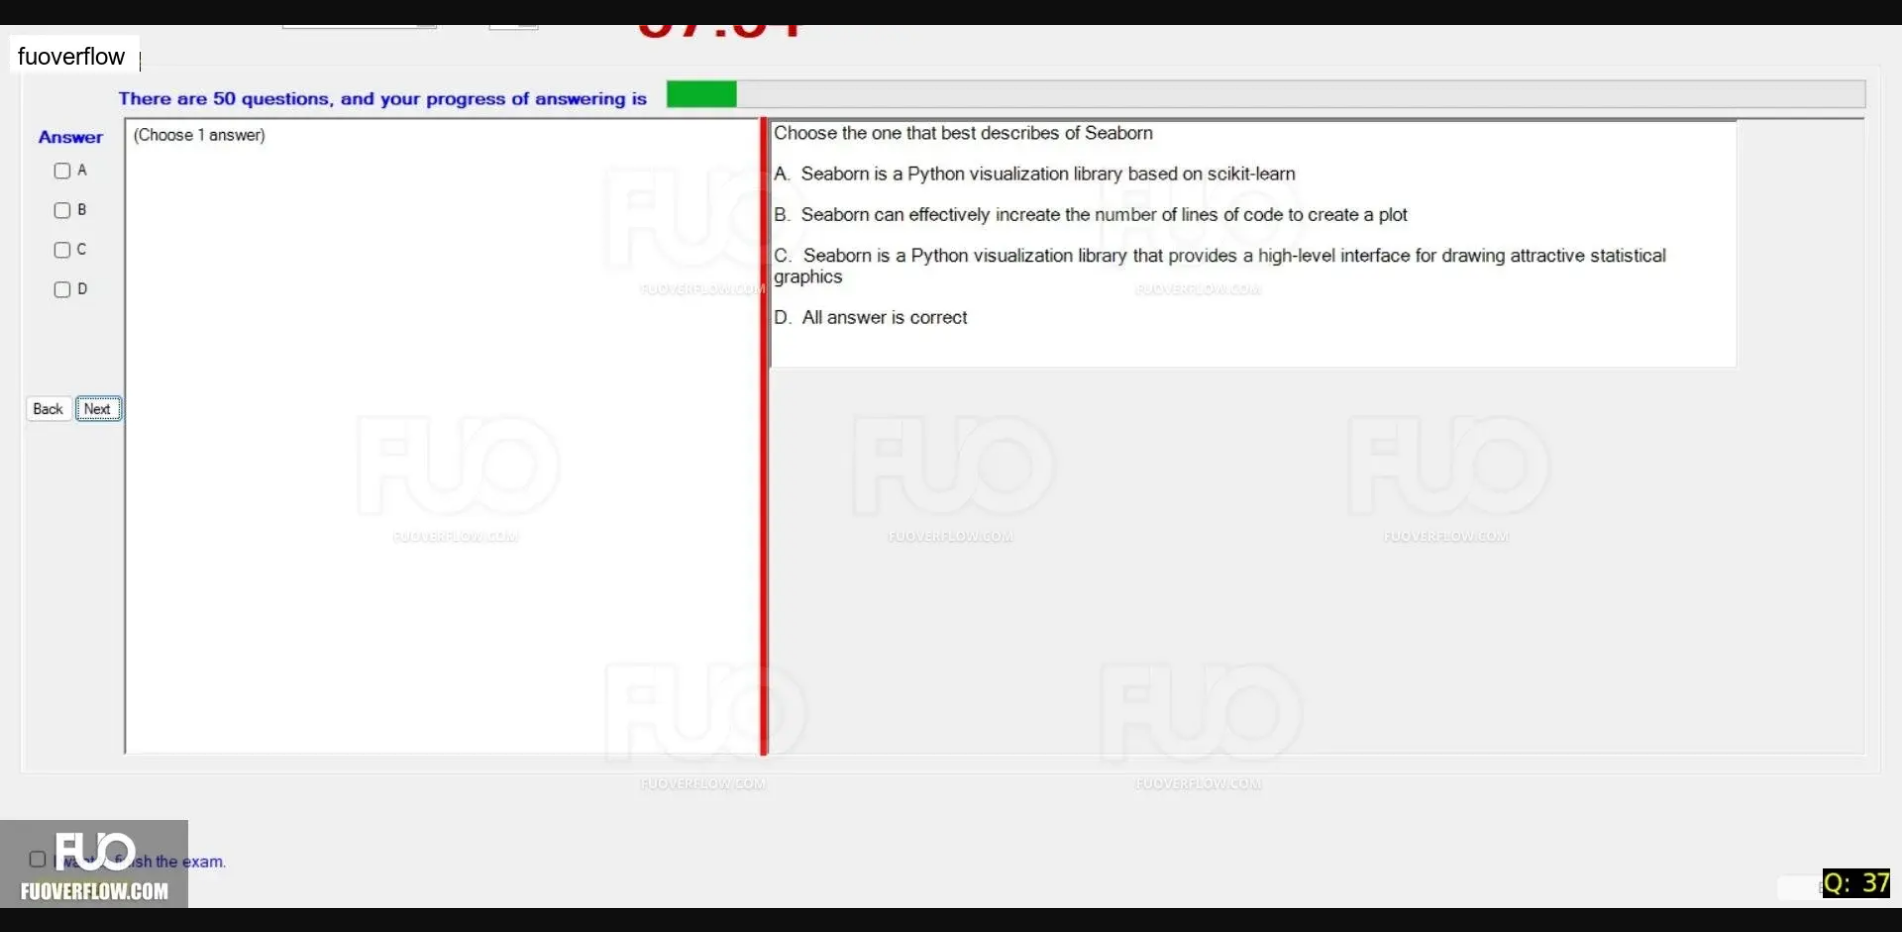 fuoverflow
There are 50 questions, and your progress of answering is
Answer
A
B
C
D
Back Next
(Choose 1 answer)
Choose the one that best describes of Seaborn
A. Seaborn is a Python visualization library based on scikit-learn
B. Seaborn can effectively increate the number of lines of code to create a plot
C. Seaborn is a Python visualization library that provides a high-level interface for drawing attractive statistical
graphics
D. All answer is correct
FUO
FUOVERFLOW.COM
FUO
FUOVERFLOW.COM
FUO
FUOVERFLOW.COM
FUO
FUOVERFLOW.COM
FUO
FUOVERFLOW.COM
FUO
FUOVERFLOW.COM
FUO
FUOVERFLOW.COM
the exam.
FUO
FUOVERFLOW.COM
Q: 37